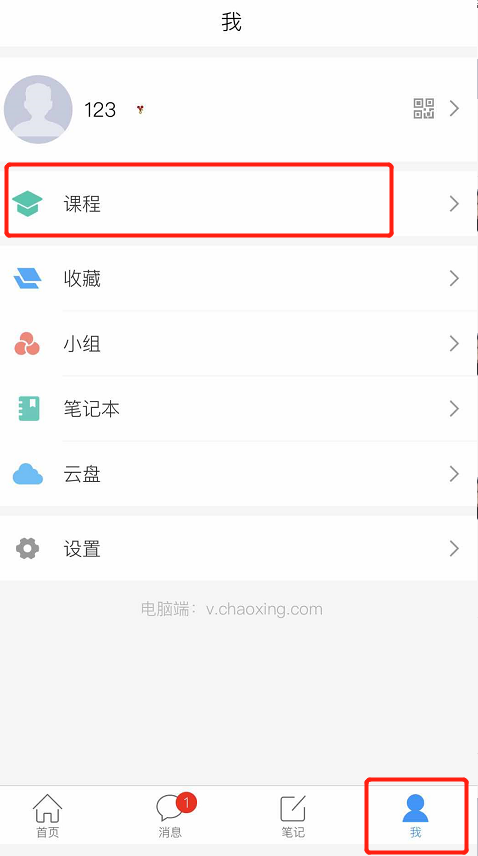 我
123
课程
收藏
小组
笔记本
云盘
设置
电脑端：v.chaoxing.com
1
首页
消息
笔记
我